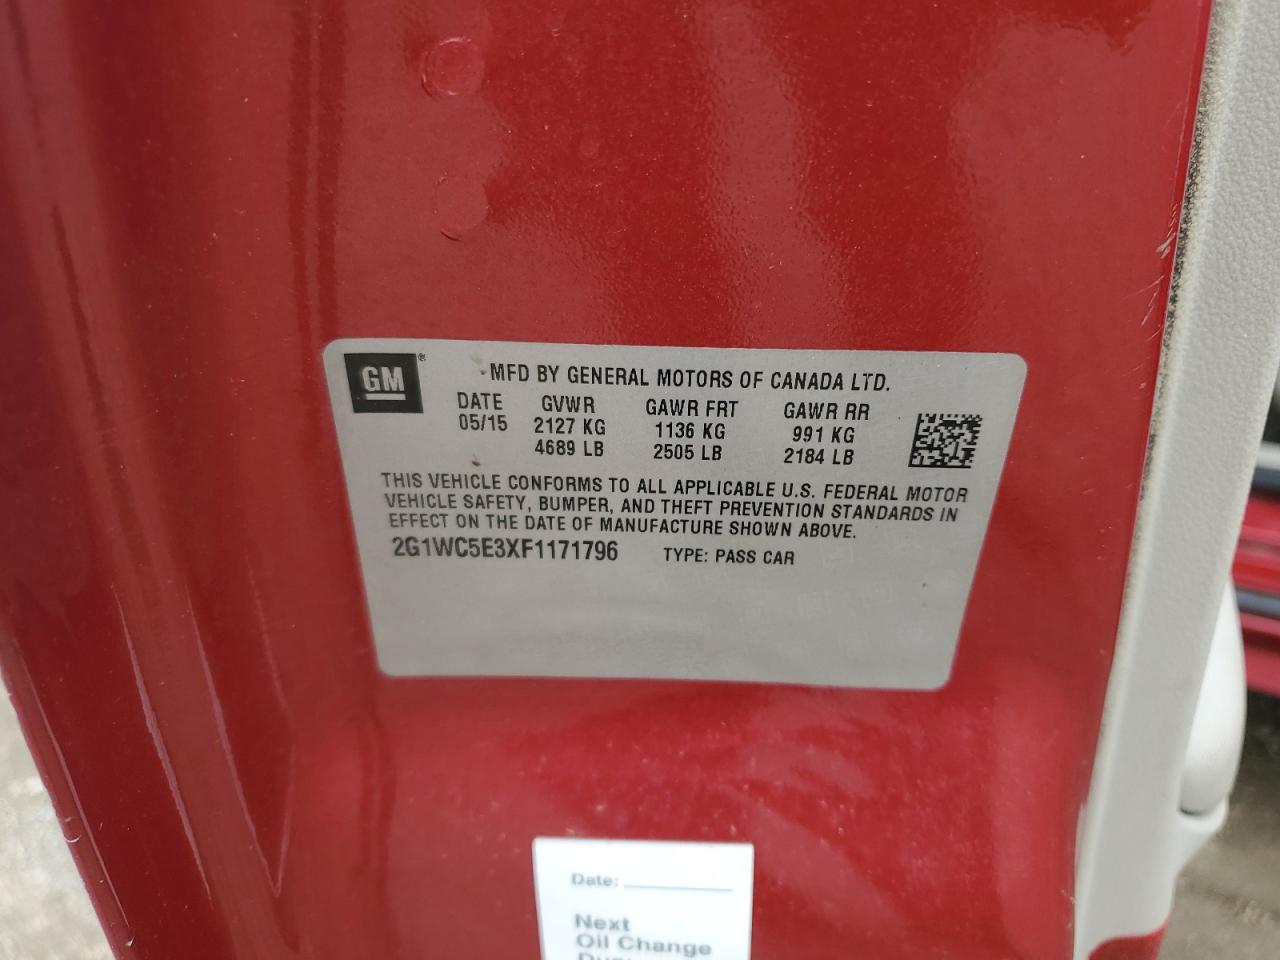 GM®
MFD BY GENERAL MOTORS OF CANADA LTD.
DATE GVWR GAWR FRT GAWR RR
05/15 2127 KG 1136 KG 991 KG
4689 LB 2505 LB 2184 LB
THIS VEHICLE CONFORMS TO ALL APPLICABLE U.S. FEDERAL MOTOR
VEHICLE SAFETY, BUMPER, AND THEFT PREVENTION STANDARDS IN
EFFECT ON THE DATE OF MANUFACTURE SHOWN ABOVE.
2G1WC5E3XF1171796 TYPE: PASS CAR
Date:
Next
Oil Change